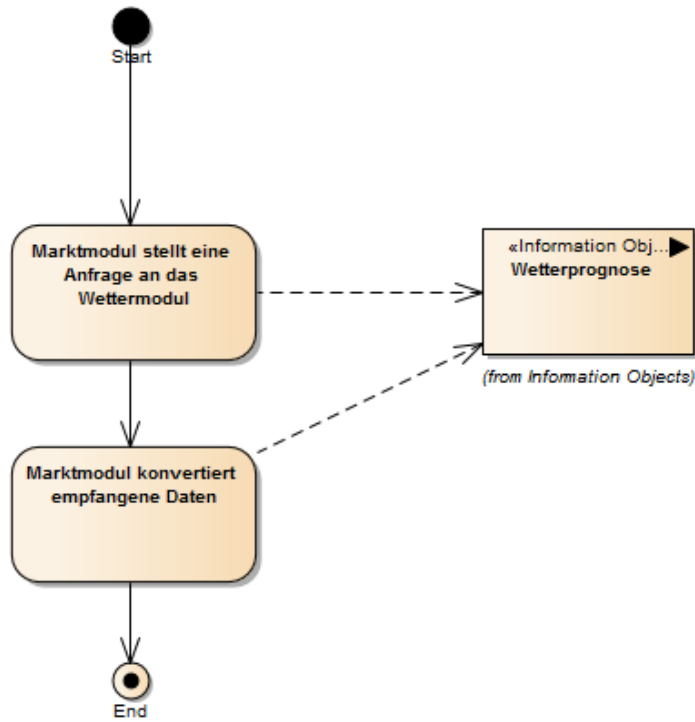 Start
Marktmodul stellt eine
Anfrage an das
Wettermodul
«Information Obj...
Wetterprognose
(from Information Objects)
Marktmodul konvertiert
empfangene Daten
End